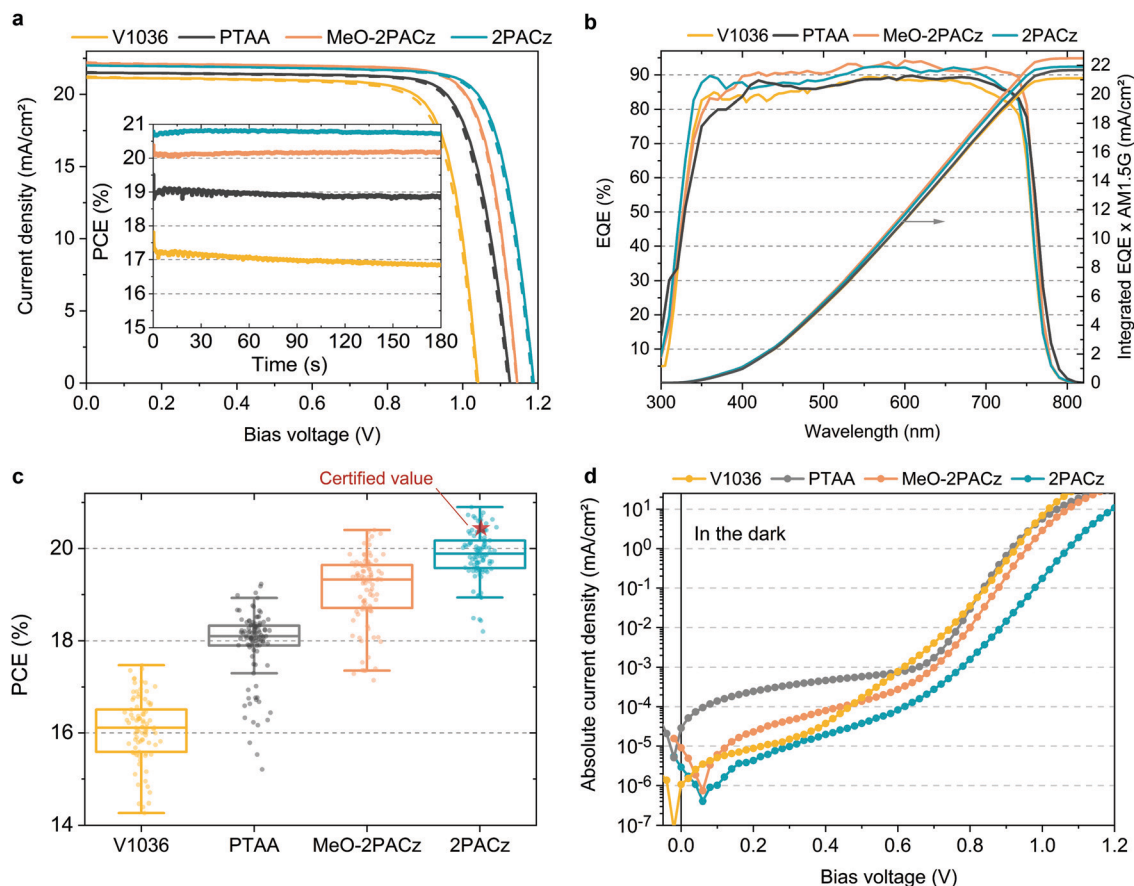 a
V1036 PTAA MeO-2PACz 2PACz
Current density (mA/cm²)
20
15
10
5
0
0.0 0.2 0.4 0.6 0.8 1.0 1.2
Bias voltage (V)
PCE (%)
21
20
19
18
17
16
15
0 30 60 90 120 150 180
Time (s)
b
V1036 PTAA MeO-2PACz 2PACz
EQE (%)
90
80
70
60
50
40
30
20
10
300 400 500 600 700 800
Wavelength (nm)
22
20
18
16
14
12
10
8
6
4
2
0
Integrated EQE x AM1.5G (mA/cm²)
c
Certified value
PCE (%)
20
18
16
14
V1036 PTAA MeO-2PACz 2PACz
d
V1036 PTAA MeO-2PACz 2PACz
In the dark
Absolute current density (mA/cm²)
10¹
10⁰
10⁻¹
10⁻²
10⁻³
10⁻⁴
10⁻⁵
10⁻⁶
10⁻⁷
0.0 0.2 0.4 0.6 0.8 1.0 1.2
Bias voltage (V)